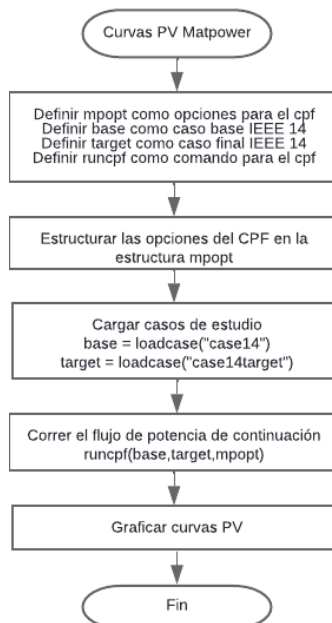 Curvas PV Matpower
Definir mpopt como opciones para el cpf
Definir base como caso base IEEE 14
Definir target como caso final IEEE 14
Definir runcpf como comando para el cpf
Estructurar las opciones del CPF en la
estructura mpopt
Cargar casos de estudio
base = loadcase("case14")
target = loadcase("case14target")
Correr el flujo de potencia de continuación
runcpf(base,target,mpopt)
Graficar curvas PV
Fin